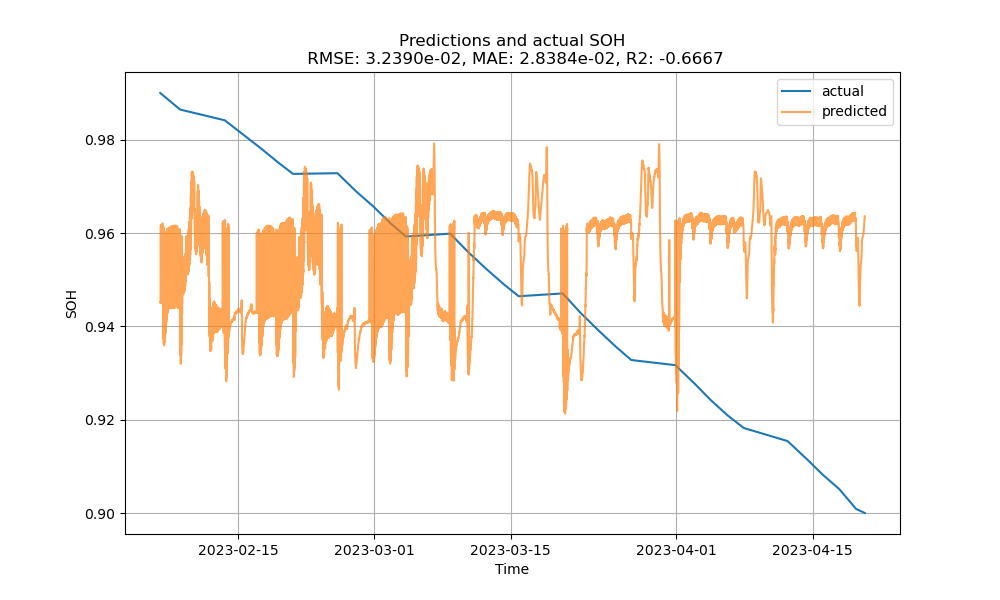 Predictions and actual SOH
RMSE: 3.2390e-02, MAE: 2.8384e-02, R2: -0.6667
actual
predicted
0.98
0.96
0.94
0.92
0.90
SOH
2023-02-15
2023-03-01
2023-03-15
2023-04-01
2023-04-15
Time